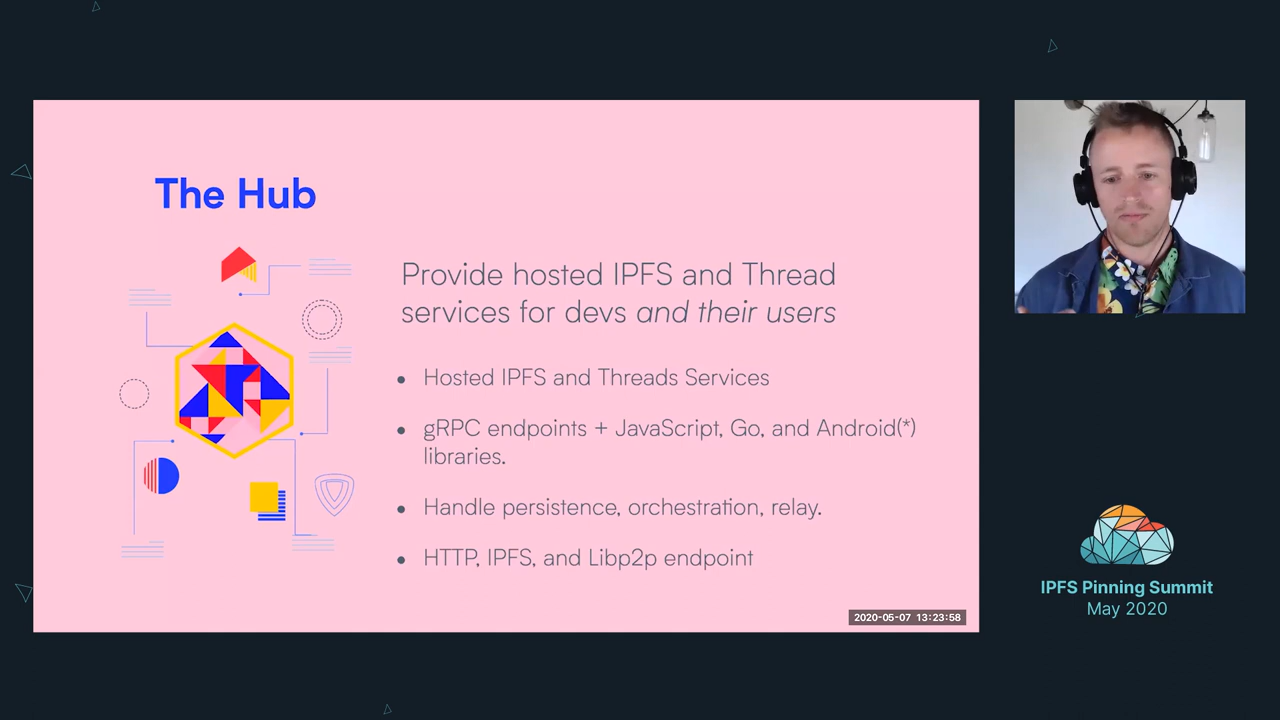 The Hub
Provide hosted IPFS and Thread
services for devs and their users
• Hosted IPFS and Threads Services
• gRPC endpoints + JavaScript, Go, and Android(*)
libraries.
• Handle persistence, orchestration, relay.
• HTTP, IPFS, and Libp2p endpoint
2020-05-07 13:23:58
IPFS Pinning Summit
May 2020